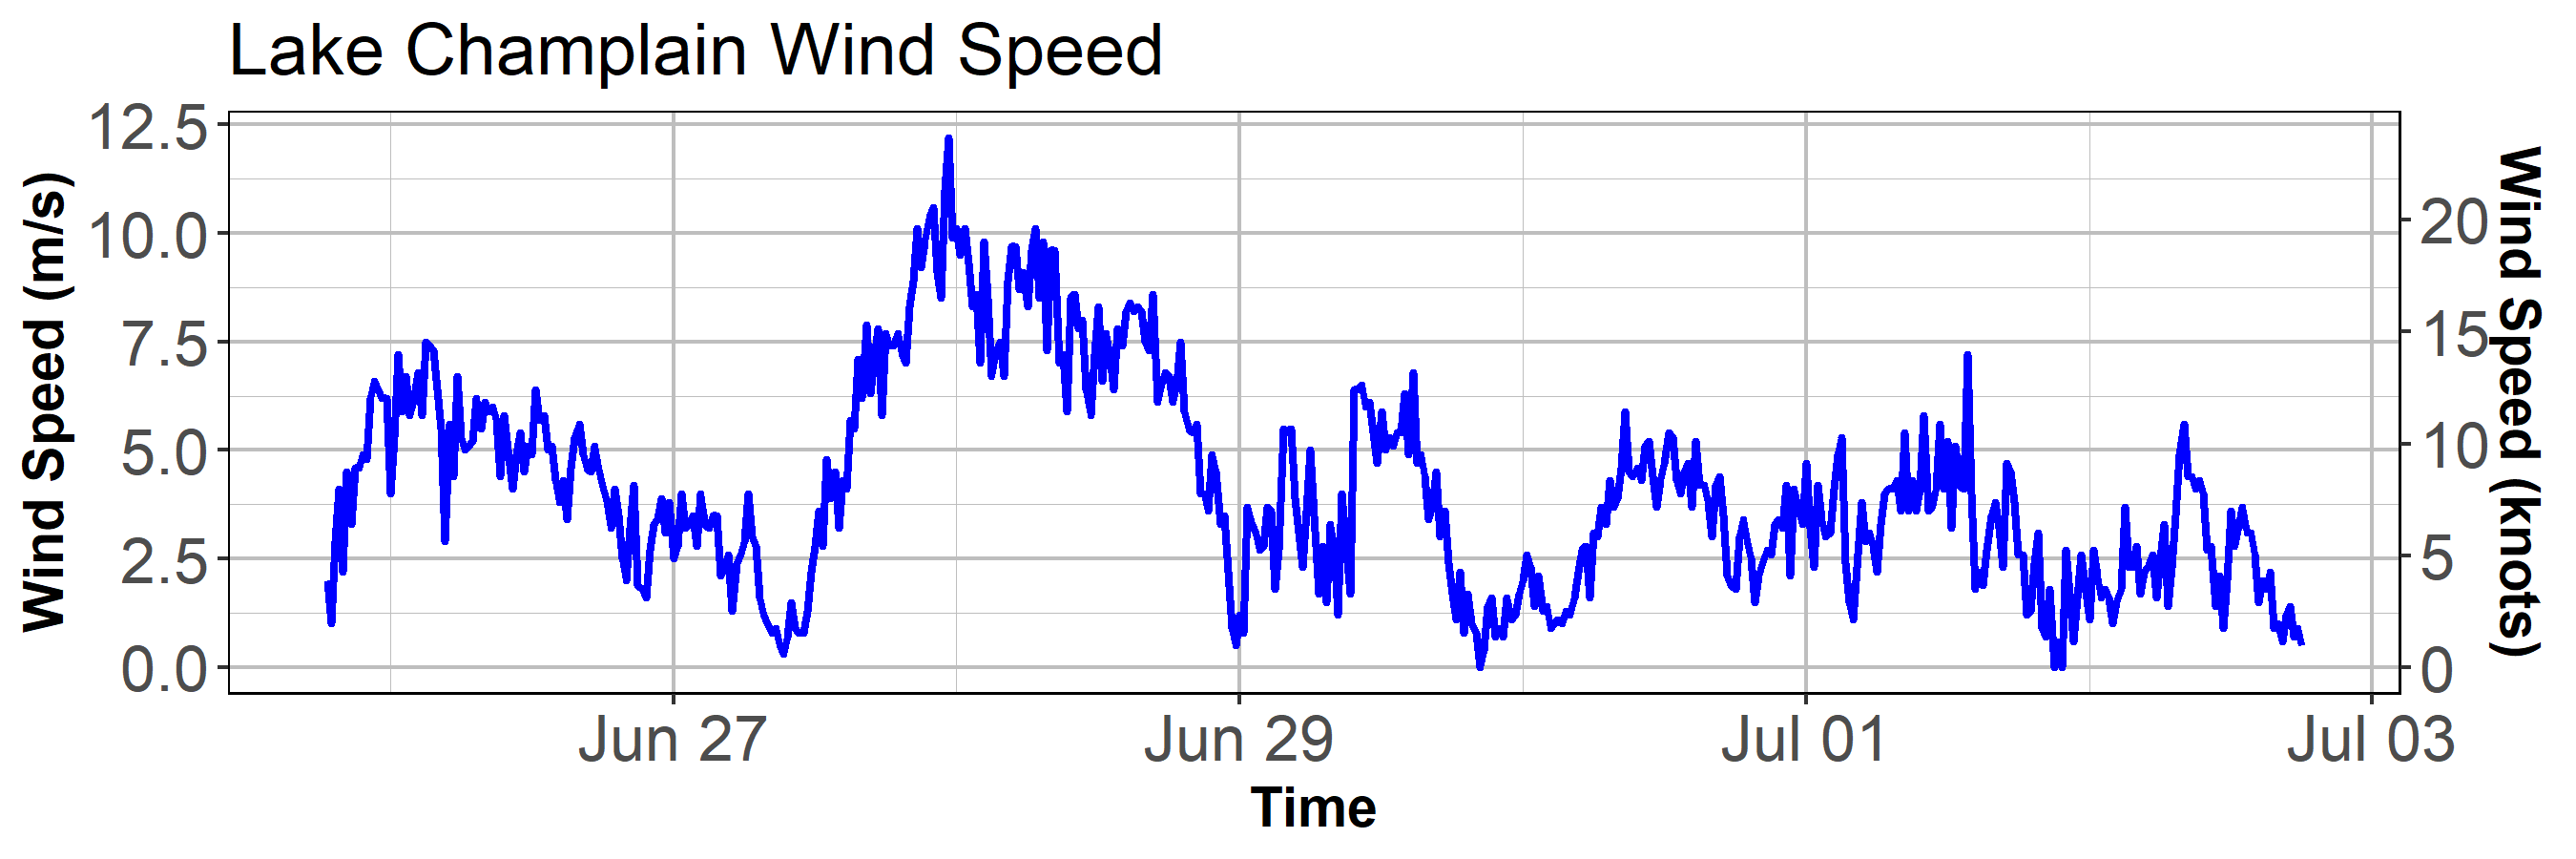 Lake Champlain Wind Speed
Wind Speed (m/s)
12.5
10.0
7.5
5.0
2.5
0.0
20
15
10
5
0
Wind Speed (knots)
Jun 27 Jun 29 Jul 01 Jul 03
Time